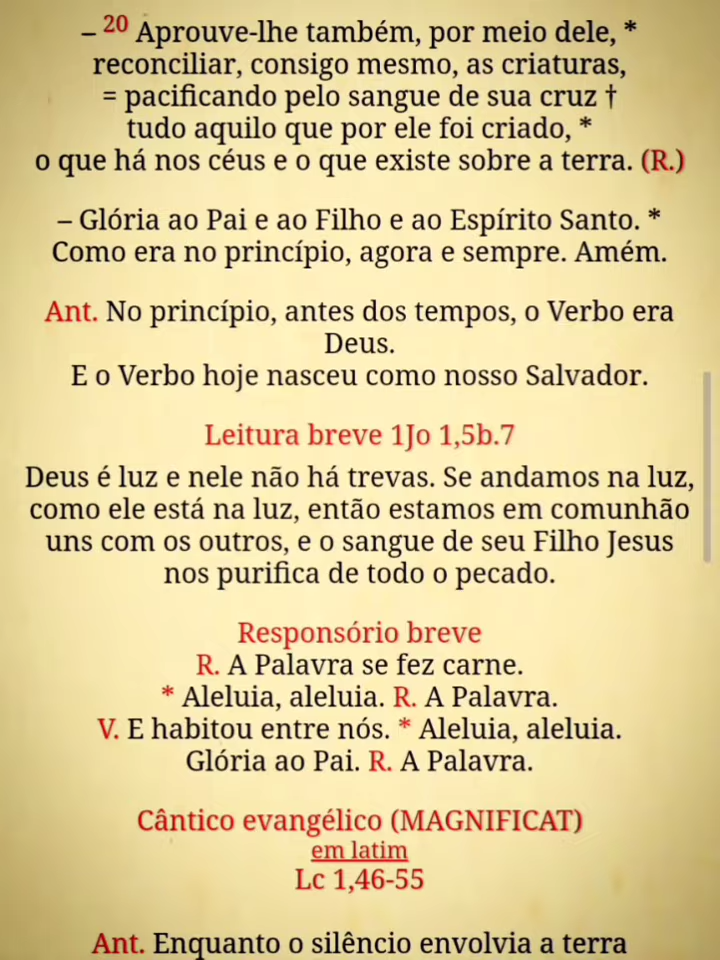 – 20 Aprouve-lhe também, por meio dele, *
reconciliar, consigo mesmo, as criaturas,
= pacificando pelo sangue de sua cruz †
tudo aquilo que por ele foi criado, *
o que há nos céus e o que existe sobre a terra. (R.)
– Glória ao Pai e ao Filho e ao Espírito Santo. *
Como era no princípio, agora e sempre. Amém.
Ant. No princípio, antes dos tempos, o Verbo era
Deus.
E o Verbo hoje nasceu como nosso Salvador.
Leitura breve 1Jo 1,5b.7
Deus é luz e nele não há trevas. Se andamos na luz,
como ele está na luz, então estamos em comunhão
uns com os outros, e o sangue de seu Filho Jesus
nos purifica de todo o pecado.
Responsório breve
R. A Palavra se fez carne.
* Aleluia, aleluia. R. A Palavra.
V. E habitou entre nós. * Aleluia, aleluia.
Glória ao Pai. R. A Palavra.
Cântico evangélico (MAGNIFICAT)
em latim
Lc 1,46-55
Ant. Enquanto o silêncio envolvia a terra